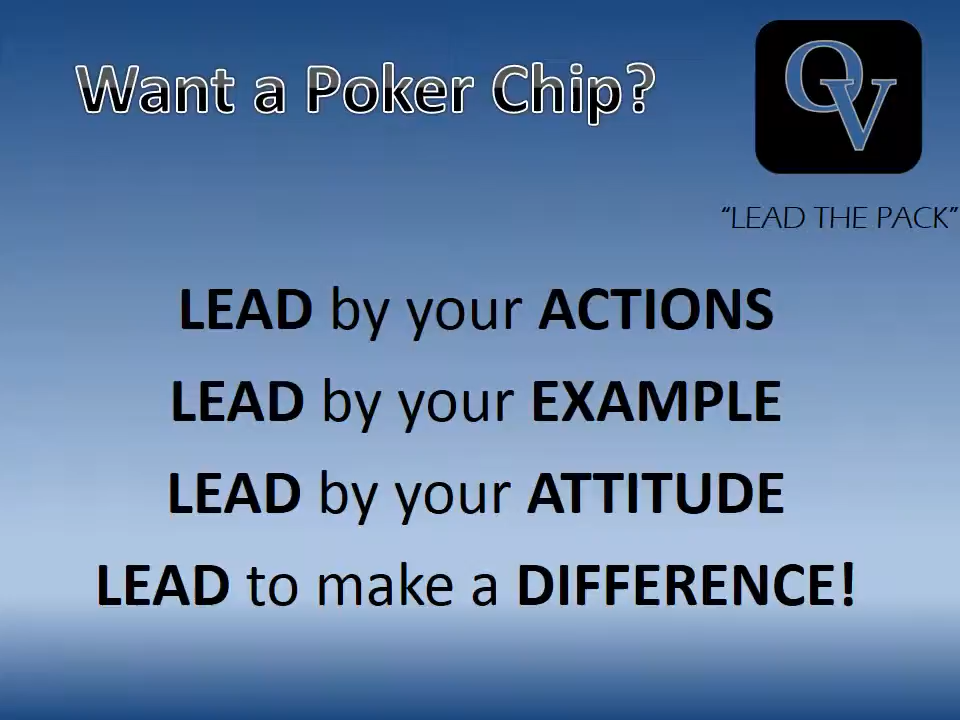 Want a Poker Chip?
OV
“LEAD THE PACK”
LEAD by your ACTIONS
LEAD by your EXAMPLE
LEAD by your ATTITUDE
LEAD to make a DIFFERENCE!